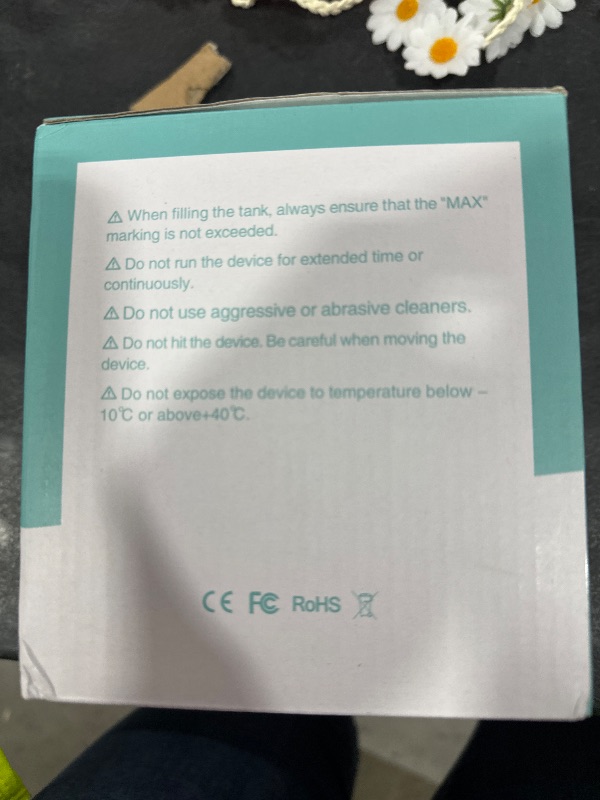 ⚠ When filling the tank, always ensure that the "MAX"
marking is not exceeded.
⚠ Do not run the device for extended time or
continuously.
⚠ Do not use aggressive or abrasive cleaners.
⚠ Do not hit the device. Be careful when moving the
device.
⚠ Do not expose the device to temperature below –
10℃ or above+40℃.
CE FC RoHS